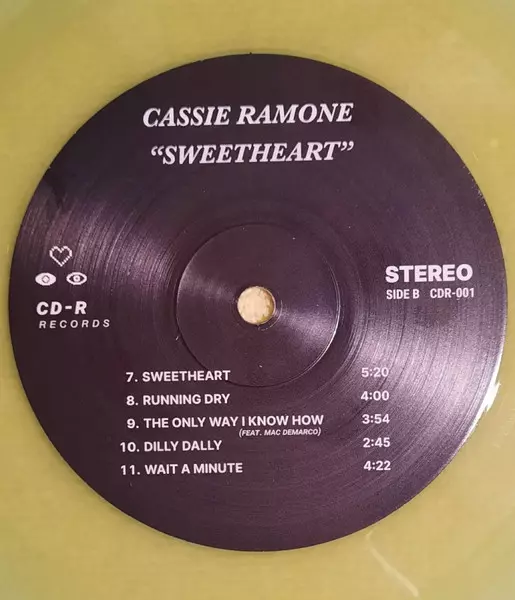 CASSIE RAMONE
“SWEETHEART”
CD-R
RECORDS
STEREO
SIDE B CDR-001
7. SWEETHEART 5:20
8. RUNNING DRY 4:00
9. THE ONLY WAY I KNOW HOW 3:54
(FEAT. MAC DEMARCO)
10. DILLY DALLY 2:45
11. WAIT A MINUTE 4:22